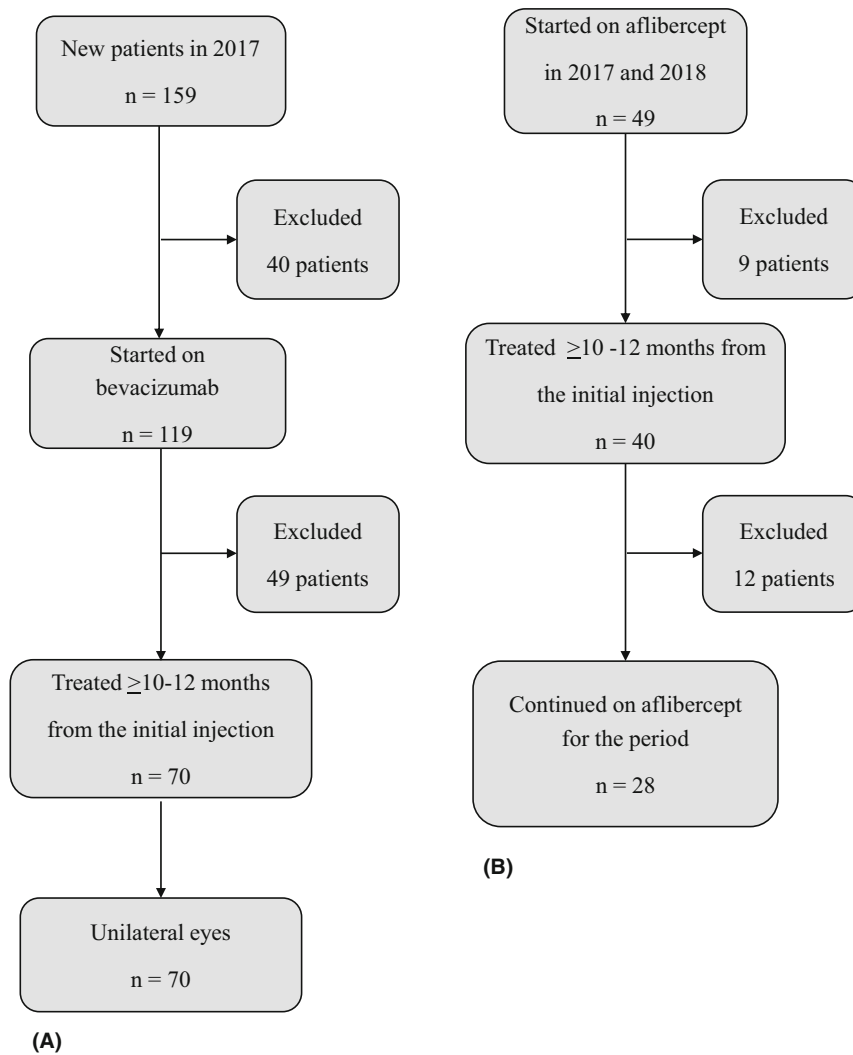 New patients in 2017
n = 159
Excluded
40 patients
Started on
bevacizumab
n = 119
Excluded
49 patients
Treated ≥10-12 months
from the initial injection
n = 70
Unilateral eyes
n = 70
(A)
Started on aflibercept
in 2017 and 2018
n = 49
Excluded
9 patients
Treated ≥10 -12 months from
the initial injection
n = 40
Excluded
12 patients
Continued on aflibercept
for the period
n = 28
(B)